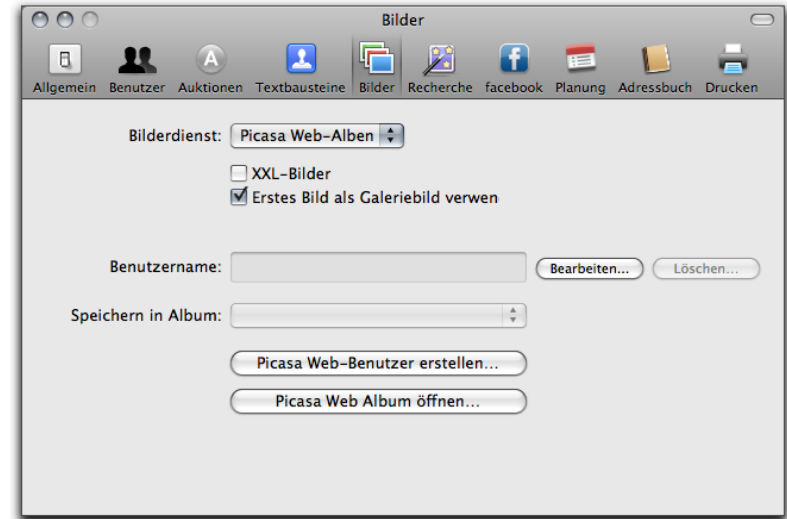 Bilder
Allgemein Benutzer Auktionen Textbausteine Bilder Recherche facebook Planung Adressbuch Drucken
Bilderdienst: Picasa Web-Alben
XXL-Bilder
Erstes Bild als Galeriebild verwen
Benutzername: Bearbeiten... Löschen...
Speichern in Album:
Picasa Web-Benutzer erstellen...
Picasa Web Album öffnen...